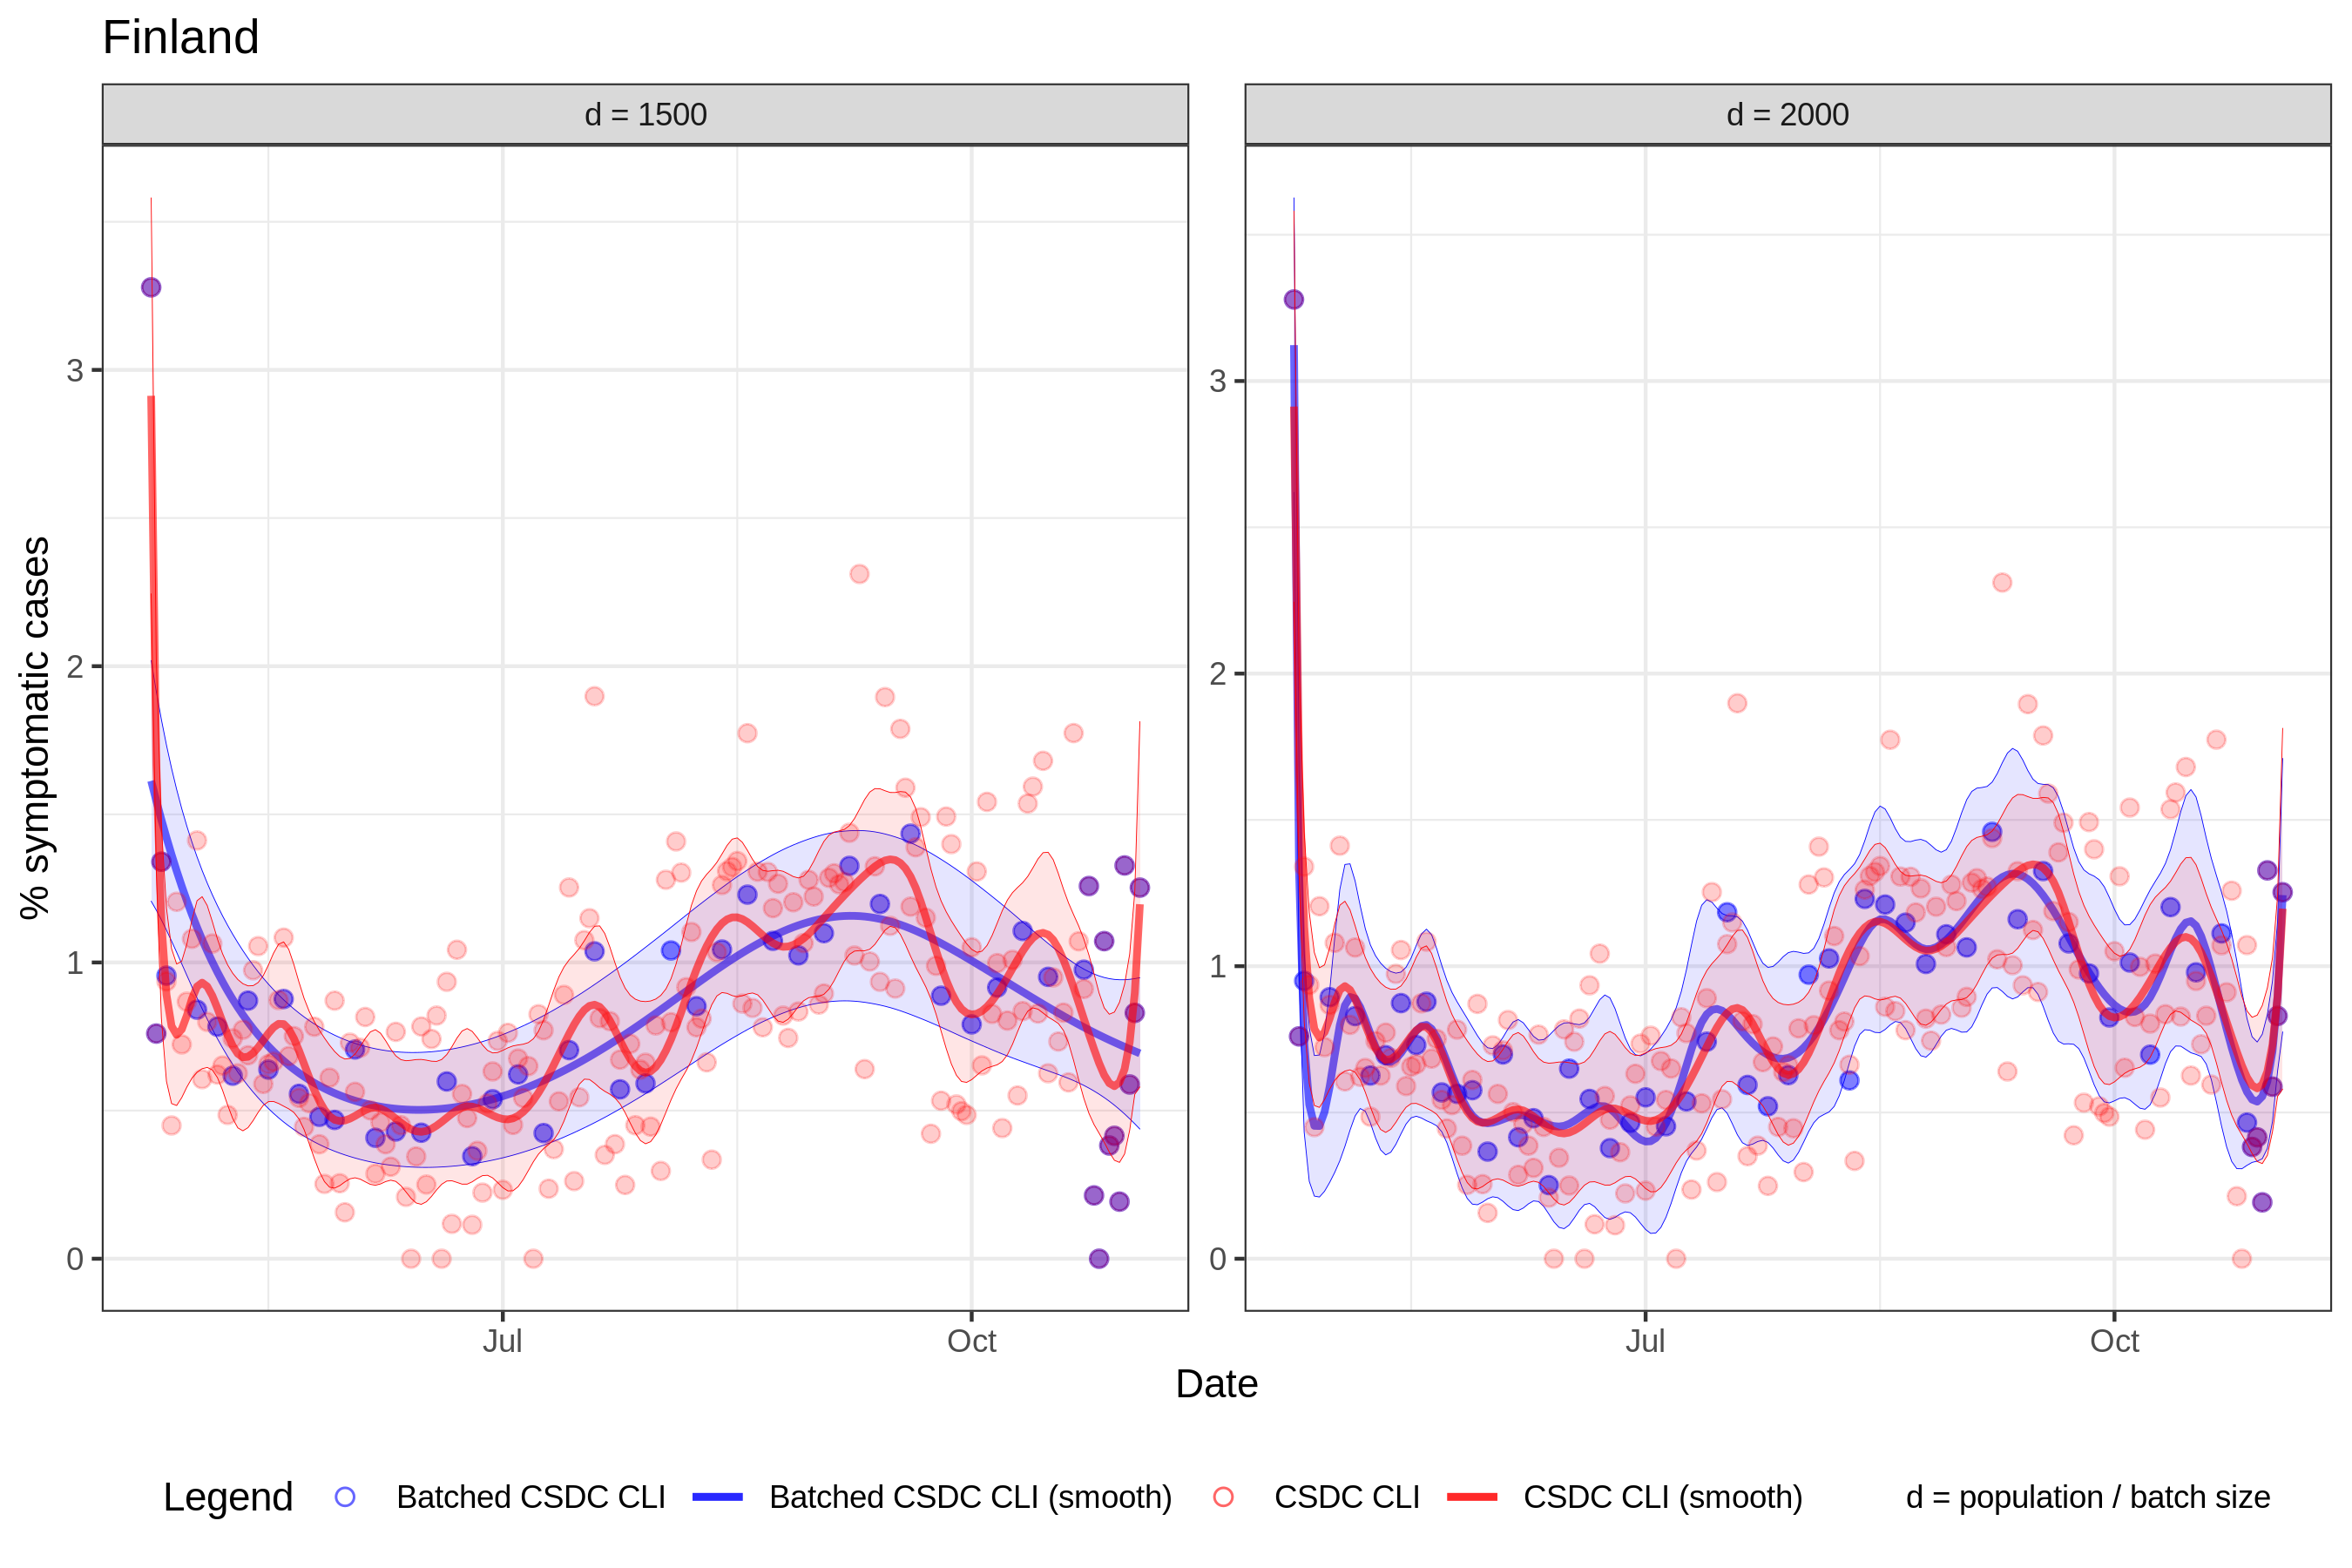 Finland
d = 1500
d = 2000
% symptomatic cases
3
2
1
0
3
2
1
0
Jul
Oct
Jul
Oct
Date
Legend
Batched CSDC CLI
Batched CSDC CLI (smooth)
CSDC CLI
CSDC CLI (smooth)
d = population / batch size